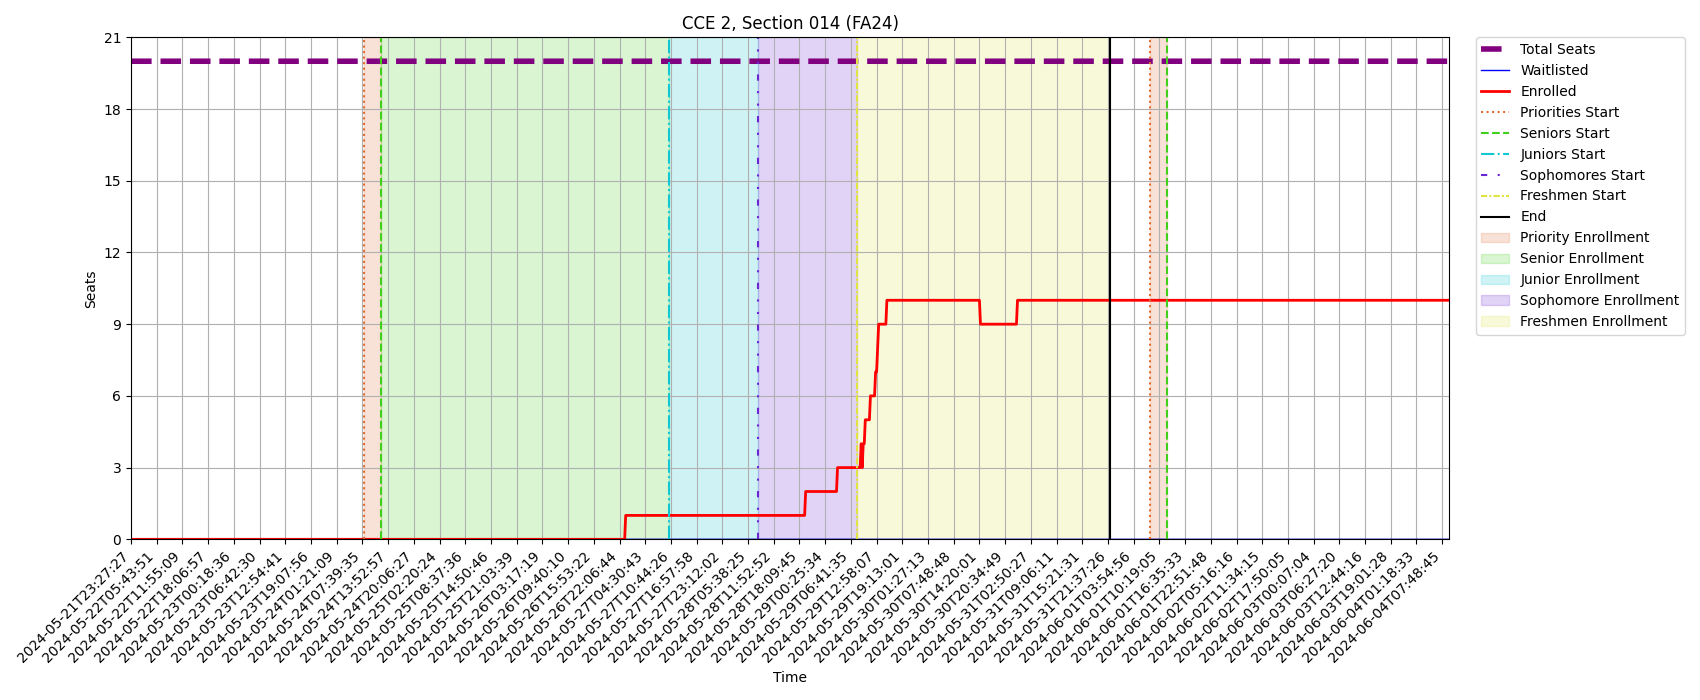 CCE 2, Section 014 (FA24)
21
18
15
12
9
6
3
0
Seats
2024-05-21T23:27:27
2024-05-22T05:43:51
2024-05-22T11:55:09
2024-05-22T18:06:57
2024-05-23T00:18:36
2024-05-23T06:42:30
2024-05-23T12:54:41
2024-05-23T19:07:56
2024-05-24T01:21:09
2024-05-24T07:39:35
2024-05-24T13:52:57
2024-05-24T20:06:27
2024-05-25T02:20:24
2024-05-25T08:37:36
2024-05-25T14:50:46
2024-05-25T21:03:39
2024-05-26T03:17:19
2024-05-26T09:40:10
2024-05-26T15:53:22
2024-05-26T22:06:44
2024-05-27T04:30:43
2024-05-27T10:44:26
2024-05-27T16:57:58
2024-05-27T23:12:02
2024-05-28T05:38:25
2024-05-28T11:52:52
2024-05-28T18:09:45
2024-05-29T00:25:34
2024-05-29T06:41:35
2024-05-29T12:58:07
2024-05-29T19:13:01
2024-05-30T01:27:13
2024-05-30T07:48:48
2024-05-30T14:20:01
2024-05-30T20:34:49
2024-05-31T02:50:27
2024-05-31T09:06:11
2024-05-31T15:21:31
2024-05-31T21:37:26
2024-06-01T03:54:56
2024-06-01T10:19:05
2024-06-01T16:35:33
2024-06-01T22:51:48
2024-06-02T05:16:16
2024-06-02T11:34:15
2024-06-02T17:50:05
2024-06-03T00:07:04
2024-06-03T06:27:20
2024-06-03T12:44:16
2024-06-03T19:01:28
2024-06-04T01:18:33
2024-06-04T07:48:45
Time
Total Seats
Waitlisted
Enrolled
Priorities Start
Seniors Start
Juniors Start
Sophomores Start
Freshmen Start
End
Priority Enrollment
Senior Enrollment
Junior Enrollment
Sophomore Enrollment
Freshmen Enrollment